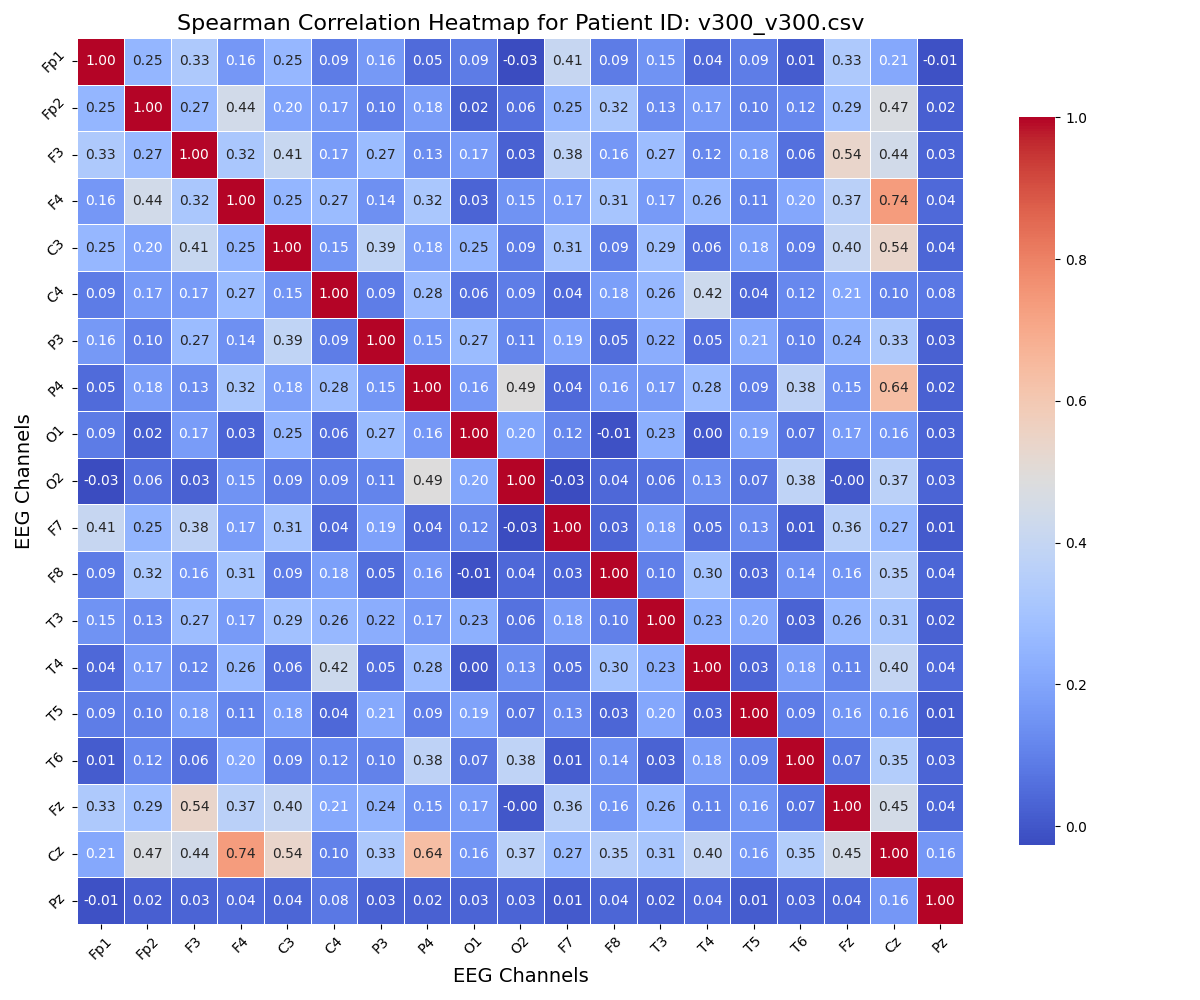 Spearman Correlation Heatmap for Patient ID: v300_v300.csv
Fp1 1.00 0.25 0.33 0.16 0.25 0.09 0.16 0.05 0.09 -0.03 0.41 0.09 0.15 0.04 0.09 0.01 0.33 0.21 -0.01
Fp2 0.25 1.00 0.27 0.44 0.20 0.17 0.10 0.18 0.02 0.06 0.25 0.32 0.13 0.17 0.10 0.12 0.29 0.47 0.02
F3 0.33 0.27 1.00 0.32 0.41 0.17 0.27 0.13 0.17 0.03 0.38 0.16 0.27 0.12 0.18 0.06 0.54 0.44 0.03
F4 0.16 0.44 0.32 1.00 0.25 0.27 0.14 0.32 0.03 0.15 0.17 0.31 0.17 0.26 0.11 0.20 0.37 0.74 0.04
C3 0.25 0.20 0.41 0.25 1.00 0.15 0.39 0.18 0.25 0.09 0.31 0.09 0.29 0.06 0.18 0.09 0.40 0.54 0.04
C4 0.09 0.17 0.17 0.27 0.15 1.00 0.09 0.28 0.06 0.09 0.04 0.18 0.26 0.42 0.04 0.12 0.21 0.10 0.08
P3 0.16 0.10 0.27 0.14 0.39 0.09 1.00 0.15 0.27 0.11 0.19 0.05 0.22 0.05 0.21 0.10 0.24 0.33 0.03
P4 0.05 0.18 0.13 0.32 0.18 0.28 0.15 1.00 0.16 0.49 0.04 0.16 0.17 0.28 0.09 0.38 0.15 0.64 0.02
O1 0.09 0.02 0.17 0.03 0.25 0.06 0.27 0.16 1.00 0.20 0.12 -0.01 0.23 0.00 0.19 0.07 0.17 0.16 0.03
O2 -0.03 0.06 0.03 0.15 0.09 0.09 0.11 0.49 0.20 1.00 -0.03 0.04 0.06 0.13 0.07 0.38 -0.00 0.37 0.03
F7 0.41 0.25 0.38 0.17 0.31 0.04 0.19 0.04 0.12 -0.03 1.00 0.03 0.18 0.05 0.13 0.01 0.36 0.27 0.01
F8 0.09 0.32 0.16 0.31 0.09 0.18 0.05 0.16 -0.01 0.04 0.03 1.00 0.10 0.30 0.03 0.14 0.16 0.35 0.04
T3 0.15 0.13 0.27 0.17 0.29 0.26 0.22 0.17 0.23 0.06 0.18 0.10 1.00 0.23 0.20 0.03 0.26 0.31 0.02
T4 0.04 0.17 0.12 0.26 0.06 0.42 0.05 0.28 0.00 0.13 0.05 0.30 0.23 1.00 0.03 0.18 0.11 0.40 0.04
T5 0.09 0.10 0.18 0.11 0.18 0.04 0.21 0.09 0.19 0.07 0.13 0.03 0.20 0.03 1.00 0.09 0.16 0.16 0.01
T6 0.01 0.12 0.06 0.20 0.09 0.12 0.10 0.38 0.07 0.38 0.01 0.14 0.03 0.18 0.09 1.00 0.07 0.35 0.03
Fz 0.33 0.29 0.54 0.37 0.40 0.21 0.24 0.15 0.17 -0.00 0.36 0.16 0.26 0.11 0.16 0.07 1.00 0.45 0.04
Cz 0.21 0.47 0.44 0.74 0.54 0.10 0.33 0.64 0.16 0.37 0.27 0.35 0.31 0.40 0.16 0.35 0.45 1.00 0.16
Pz -0.01 0.02 0.03 0.04 0.04 0.08 0.03 0.02 0.03 0.03 0.01 0.04 0.02 0.04 0.01 0.03 0.04 0.16 1.00
Fp1 Fp2 F3 F4 C3 C4 P3 P4 O1 O2 F7 F8 T3 T4 T5 T6 Fz Cz Pz
EEG Channels
EEG Channels
1.0
0.8
0.6
0.4
0.2
0.0